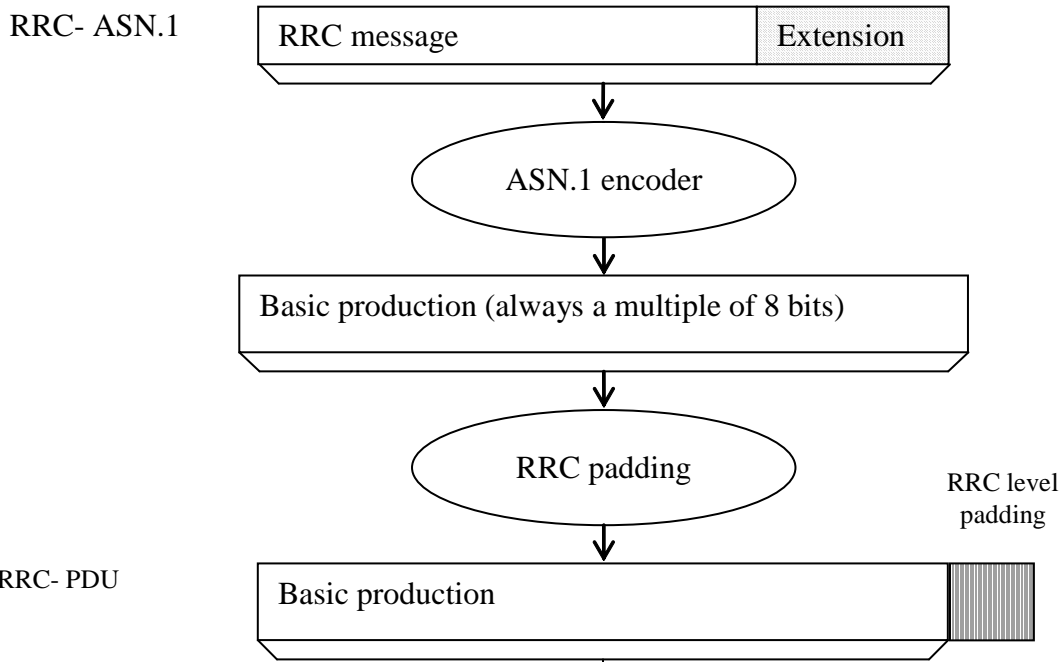 RRC- ASN.1
RRC message
Extension
ASN.1 encoder
Basic production (always a multiple of 8 bits)
RRC padding
RRC level
padding
RRC- PDU
Basic production